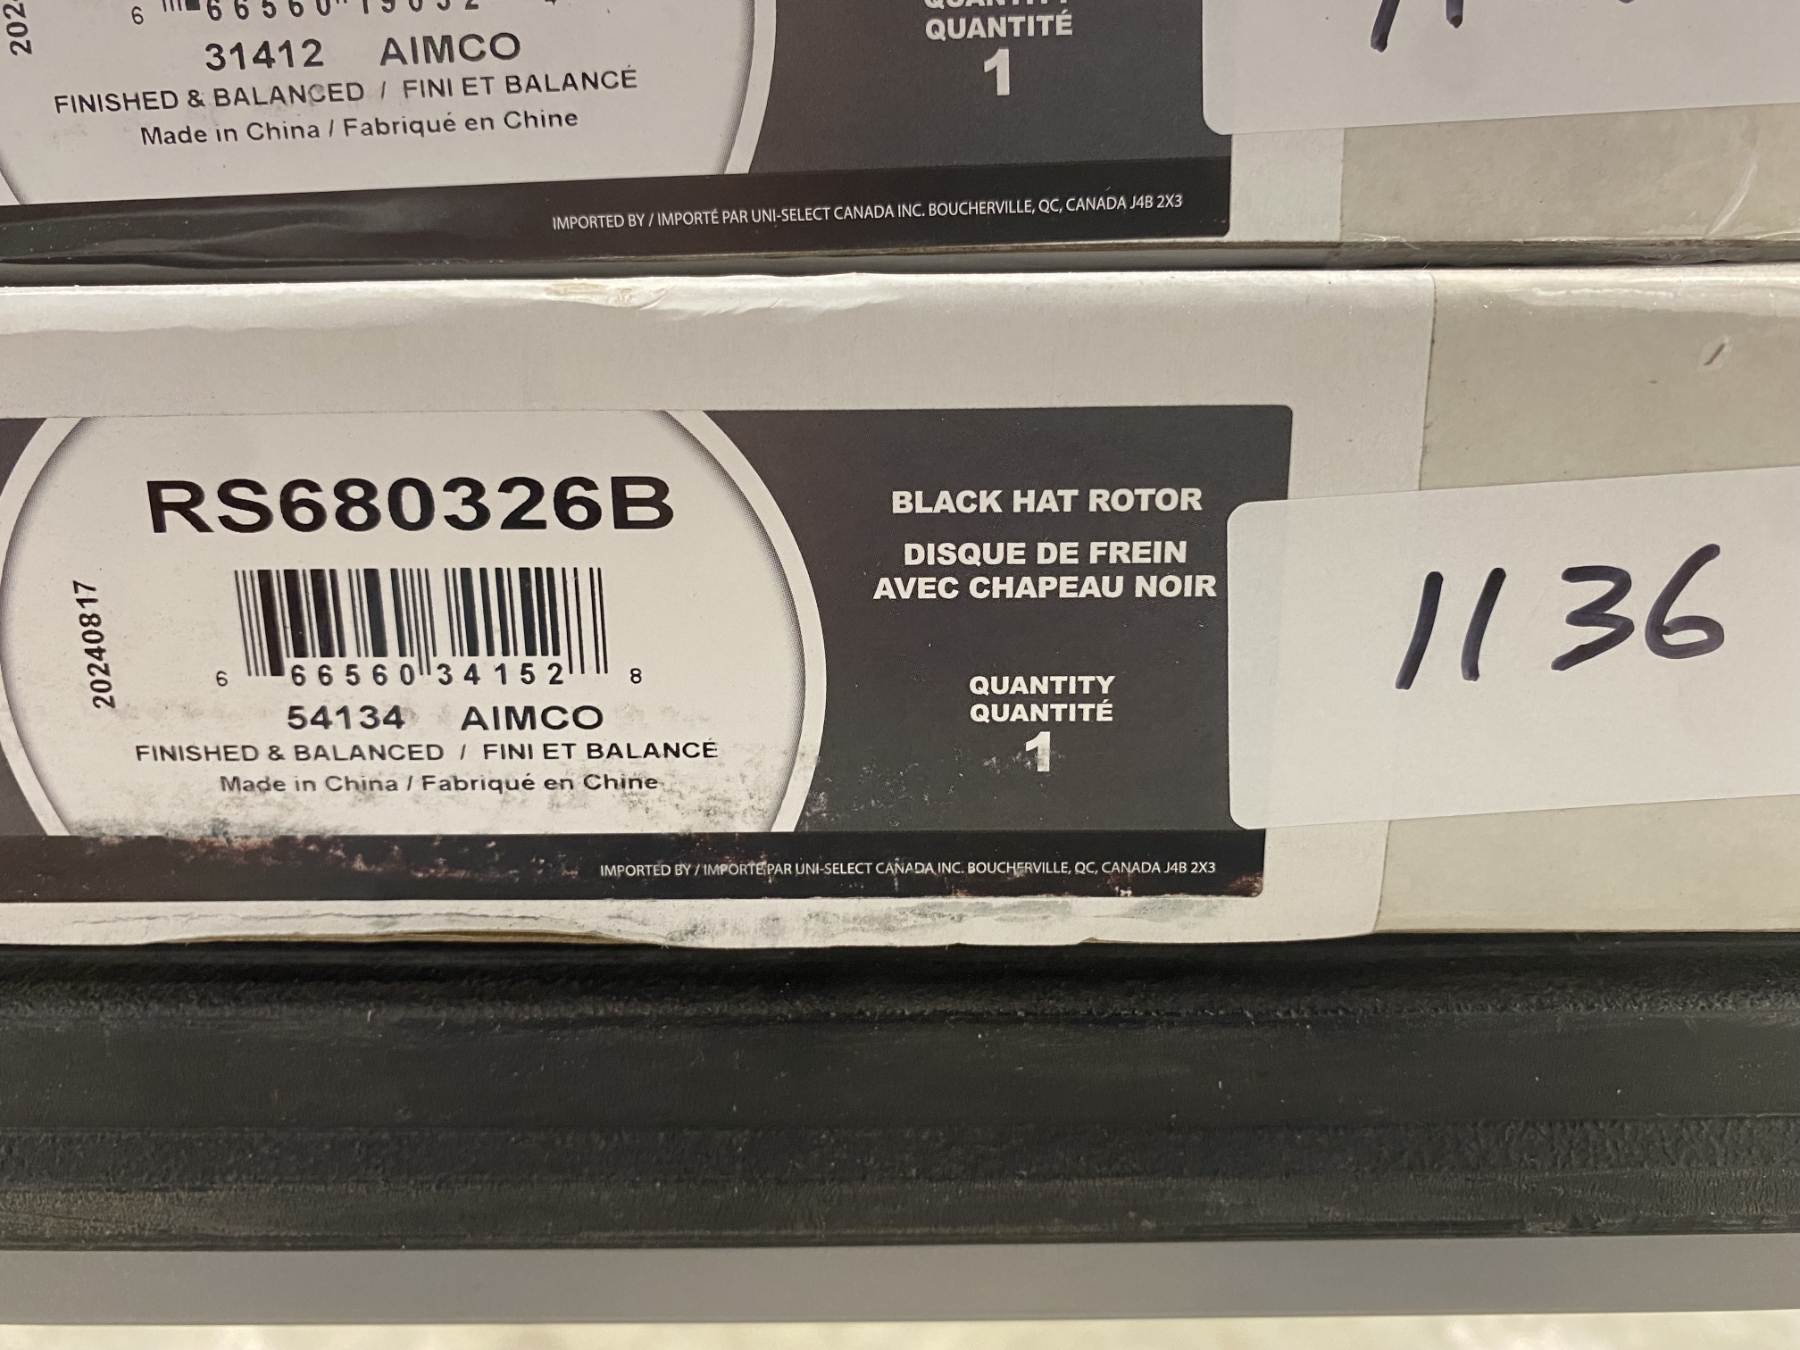 31412 AIMCO
FINISHED & BALANCED / FINI ET BALANCÉ
Made in China / Fabriqué en Chine
QUANTITÉ
1
IMPORTED BY / IMPORTÉ PAR UNI-SELECT CANADA INC. BOUCHERVILLE, QC, CANADA J4B 2X3
RS680326B
20240817
6 66560 34152 8
54134 AIMCO
FINISHED & BALANCED / FINI ET BALANCÉ
Made in China / Fabriqué en Chine
BLACK HAT ROTOR
DISQUE DE FREIN
AVEC CHAPEAU NOIR
QUANTITY
QUANTITÉ
1
IMPORTED BY / IMPORTÉ PAR UNI-SELECT CANADA INC. BOUCHERVILLE, QC, CANADA J4B 2X3
1136